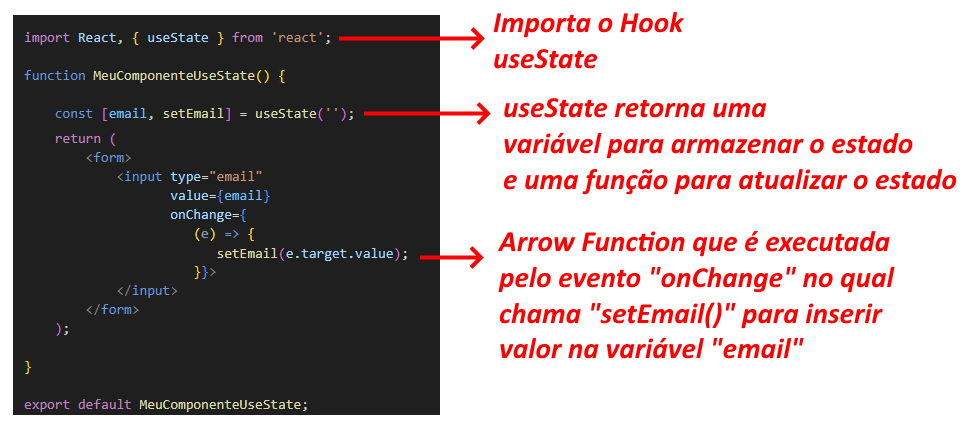 import React, { useState } from 'react';
Importa o Hook
useState
function MeuComponenteUseState() {
const [email, setEmail] = useState('');
useState retorna uma
variável para armazenar o estado
e uma função para atualizar o estado
return (
<form>
<input type="email"
value={email}
onChange={
(e) => {
setEmail(e.target.value);
}}>
</input>
</form>
);
}
Arrow Function que é executada
pelo evento "onChange" no qual
chama "setEmail()" para inserir
valor na variável "email"
export default MeuComponenteUseState;